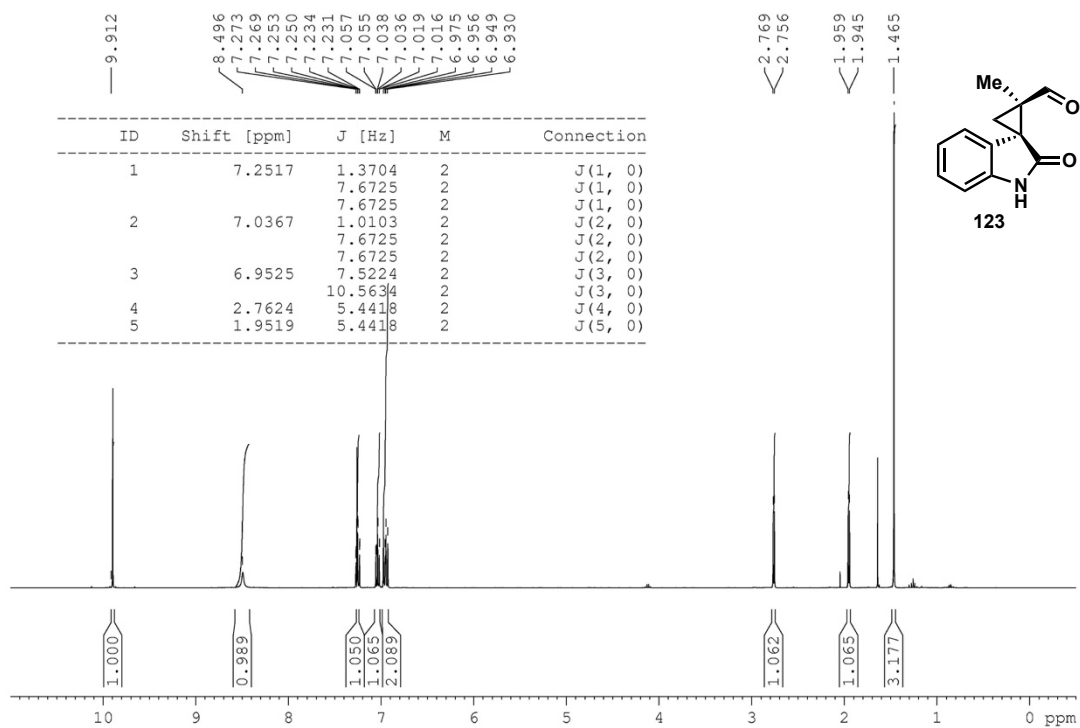 9.912
8.496
7.273
7.269
7.253
7.250
7.234
7.231
7.057
7.055
7.038
7.036
7.019
7.016
6.975
6.956
6.949
6.930
2.769
2.756
1.959
1.945
1.465
ID Shift [ppm] J [Hz] M Connection
1 7.2517 1.3704 2 J(1, 0)
7.6725 2 J(1, 0)
7.6725 2 J(1, 0)
2 7.0367 1.0103 2 J(2, 0)
7.6725 2 J(2, 0)
7.6725 2 J(2, 0)
3 6.9525 7.5224 2 J(3, 0)
10.5634 2 J(3, 0)
4 2.7624 5.4418 2 J(4, 0)
5 1.9519 5.4418 2 J(5, 0)
Me
O
O
N
H
123
1.000
0.989
1.050
1.065
2.089
1.062
1.065
3.177
10 9 8 7 6 5 4 3 2 1 0 ppm